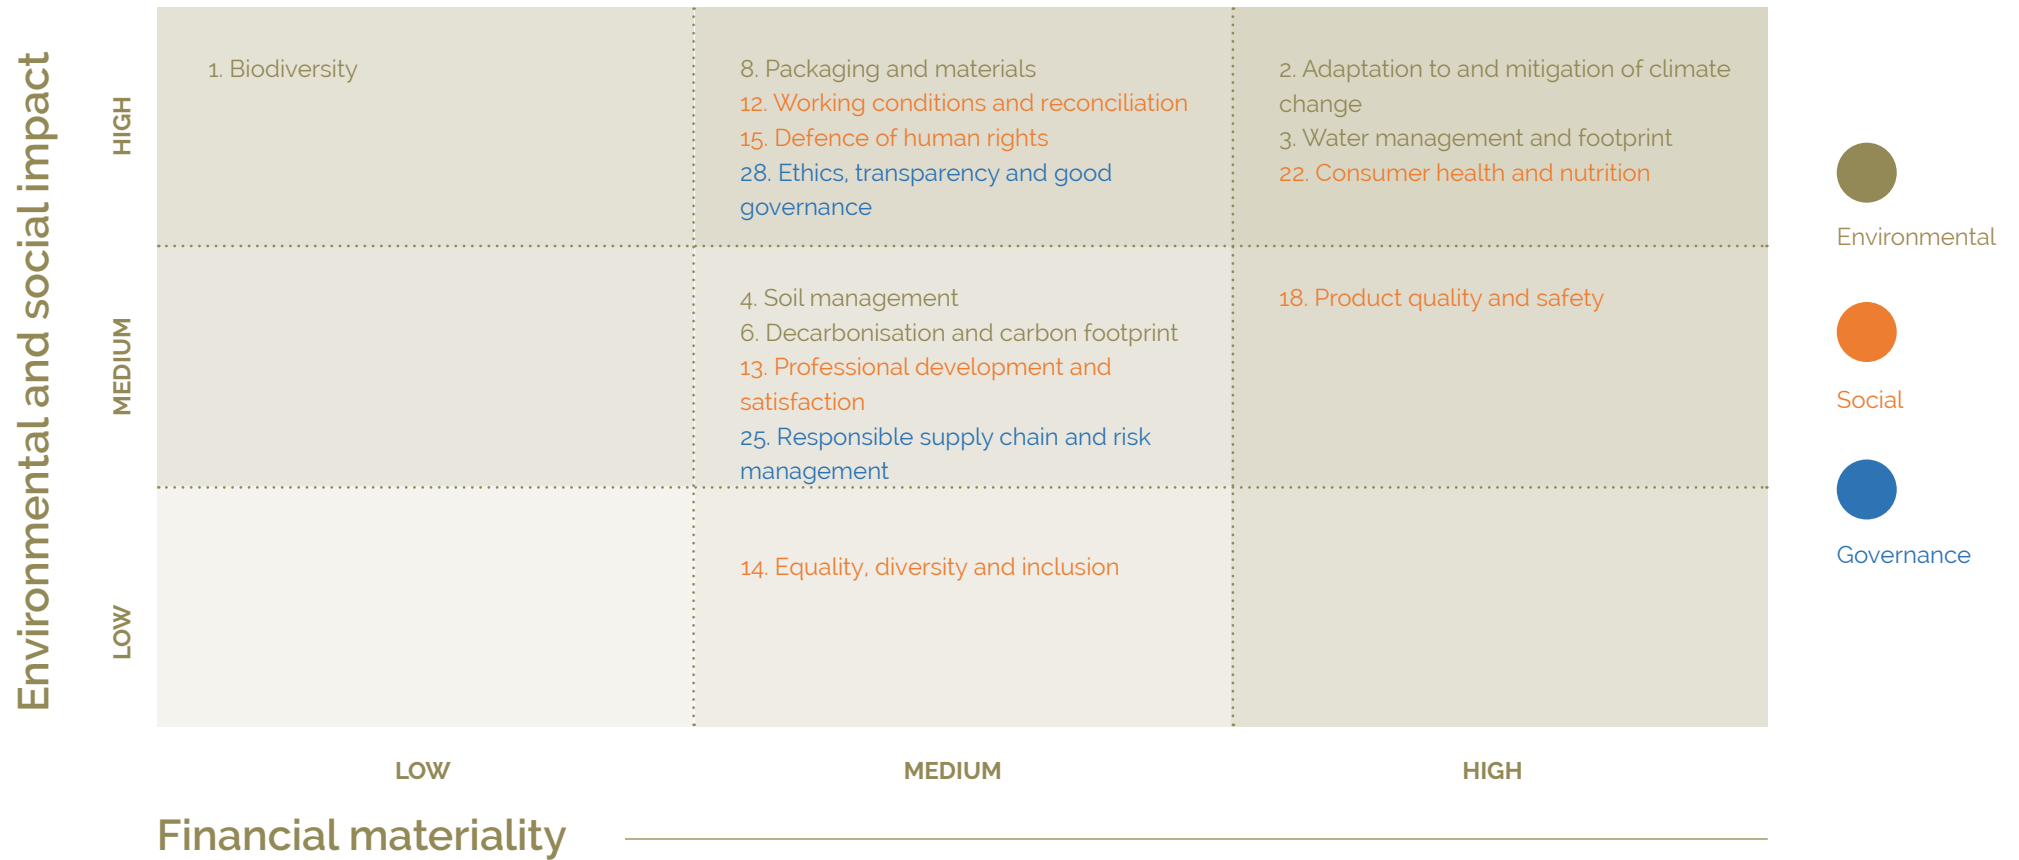 Environmental and social impact
HIGH
1. Biodiversity
8. Packaging and materials
12. Working conditions and reconciliation
15. Defence of human rights
28. Ethics, transparency and good
governance
2. Adaptation to and mitigation of climate
change
3. Water management and footprint
22. Consumer health and nutrition
MEDIUM
4. Soil management
6. Decarbonisation and carbon footprint
13. Professional development and
satisfaction
25. Responsible supply chain and risk
management
18. Product quality and safety
LOW
14. Equality, diversity and inclusion
LOW
MEDIUM
HIGH
Financial materiality
Environmental
Social
Governance